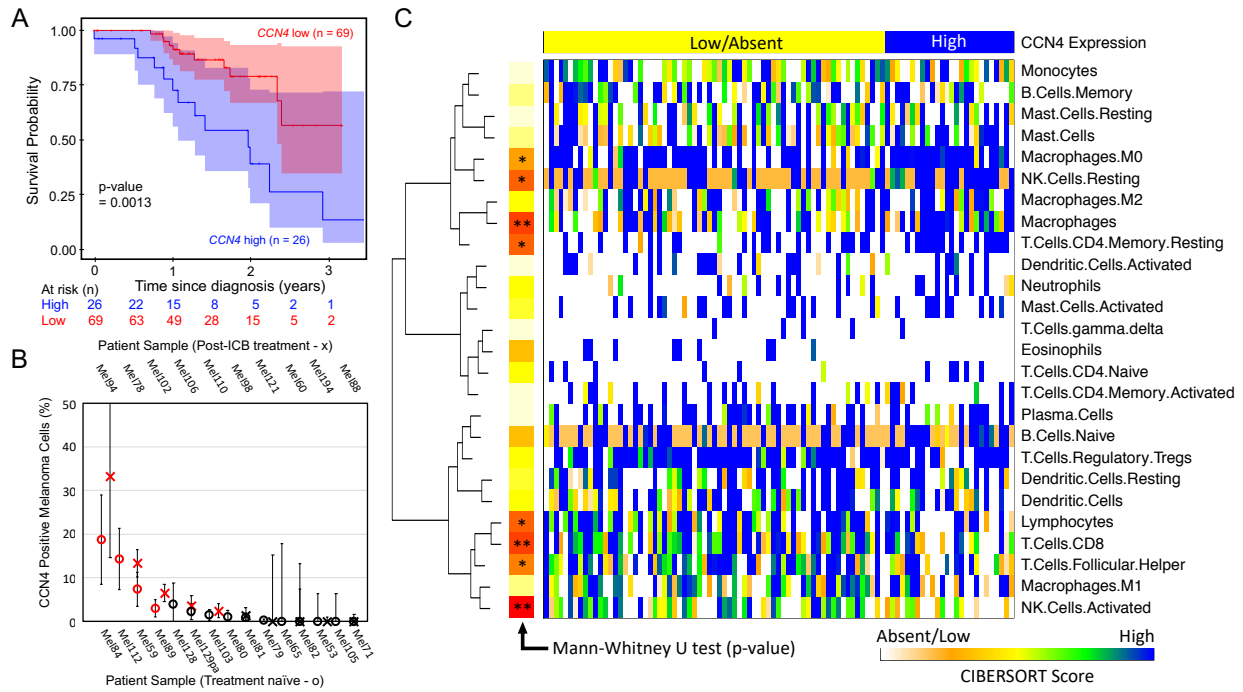 A
1.00
0.75
0.50
0.25
0.00
Survival Probability
CCN4 low (n = 69)
p-value
= 0.0013
CCN4 high (n = 26)
0 1 2 3
At risk (n) Time since diagnosis (years)
High 26 22 15 8 5 2 1
Low 69 63 49 28 15 5 2
B
Patient Sample (Post-ICB treatment - x)
Mel94 Mel78 Mel102 Mel106 Mel110 Mel98 Mel121 Mel60 Mel194 Mel88
CCN4 Positive Melanoma Cells (%)
50
40
30
20
10
0
Mel84 Mel112 Mel59 Mel89 Mel128 Mel129pa Mel103 Mel80 Mel81 Mel79 Mel65 Mel82 Mel53 Mel105 Mel71
Patient Sample (Treatment naïve - o)
C
Low/Absent High CCN4 Expression
Monocytes
B.Cells.Memory
Mast.Cells.Resting
Mast.Cells
* Macrophages.M0
* NK.Cells.Resting
Macrophages.M2
** Macrophages
* T.Cells.CD4.Memory.Resting
Dendritic.Cells.Activated
Neutrophils
Mast.Cells.Activated
T.Cells.gamma.delta
Eosinophils
T.Cells.CD4.Naive
T.Cells.CD4.Memory.Activated
Plasma.Cells
B.Cells.Naive
T.Cells.Regulatory.Tregs
Dendritic.Cells.Resting
Dendritic.Cells
* Lymphocytes
** T.Cells.CD8
* T.Cells.Follicular.Helper
Macrophages.M1
** NK.Cells.Activated
Mann-Whitney U test (p-value)
Absent/Low High
CIBERSORT Score